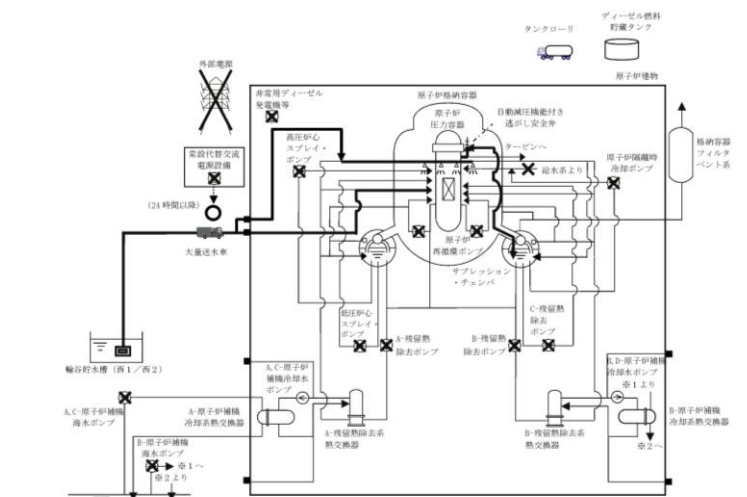 ディーゼル燃料
貯蔵タンク
タンクローリ
外部電源
原子炉建物
非常用ディーゼル
発電機等
原子炉格納容器
原子炉
圧力容器
自動減圧機能付き
逃がし安全弁
高圧炉心
スプレイ・
ポンプ
タービンへ
給水系より
原子炉隔離時
冷却ポンプ
格納容器
フィルタ
ベント系
常設代替交流
電源設備
(24時間以降)
大量送水車
原子炉
再循環ポンプ
サプレッション
・チェンバ
低圧炉心
スプレイ・
ポンプ
A-残留熱
除去ポンプ
B-残留熱
除去ポンプ
C-残留熱
除去
ポンプ
輪谷貯水槽 (西1/西2)
A,C-原子炉
補機冷却水
ポンプ
B,D-原子炉補機
冷却水ポンプ
※1より
A,C-原子炉補機
海水ポンプ
A-原子炉補機
冷却系熱交換器
A-残留熱除去系
熱交換器
B-残留熱除去系
熱交換器
B-原子炉補機
冷却系熱交換器
B-原子炉補機
海水ポンプ
※1へ
※2より
※2へ